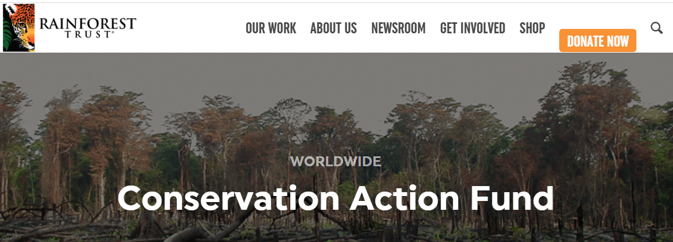 RAINFOREST
TRUST®
OUR WORK
ABOUT US
NEWSROOM
GET INVOLVED
SHOP
DONATE NOW
WORLDWIDE
Conservation Action Fund